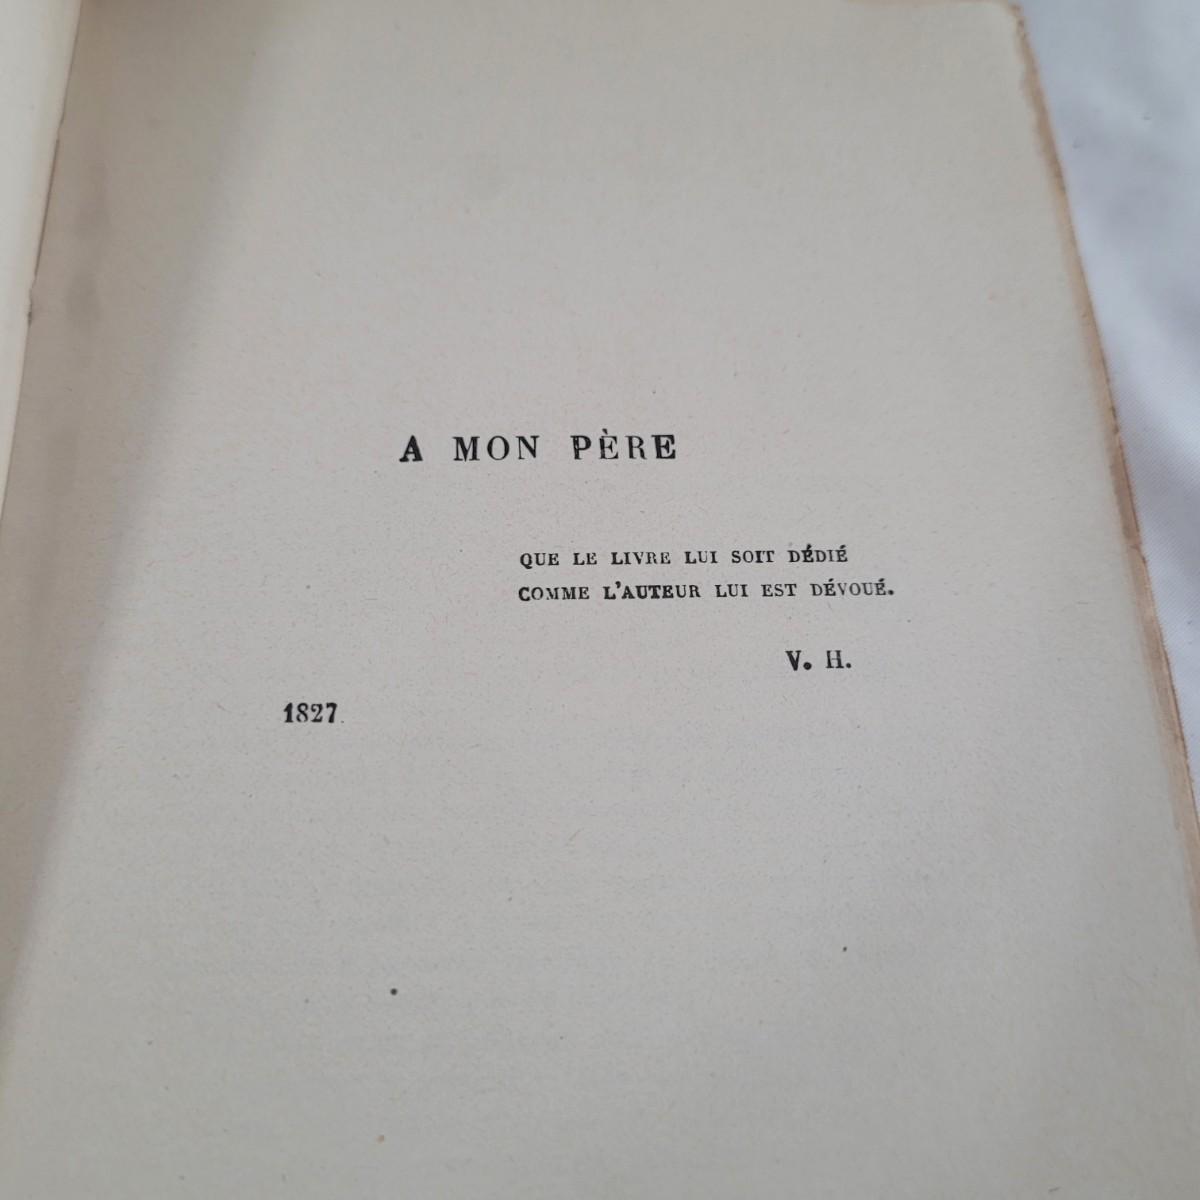 A MON PÈRE
QUE LE LIVRE LUI SOIT DÉDIÉ
COMME L'AUTEUR LUI EST DÉVOUÉ.
V. H.
1827.